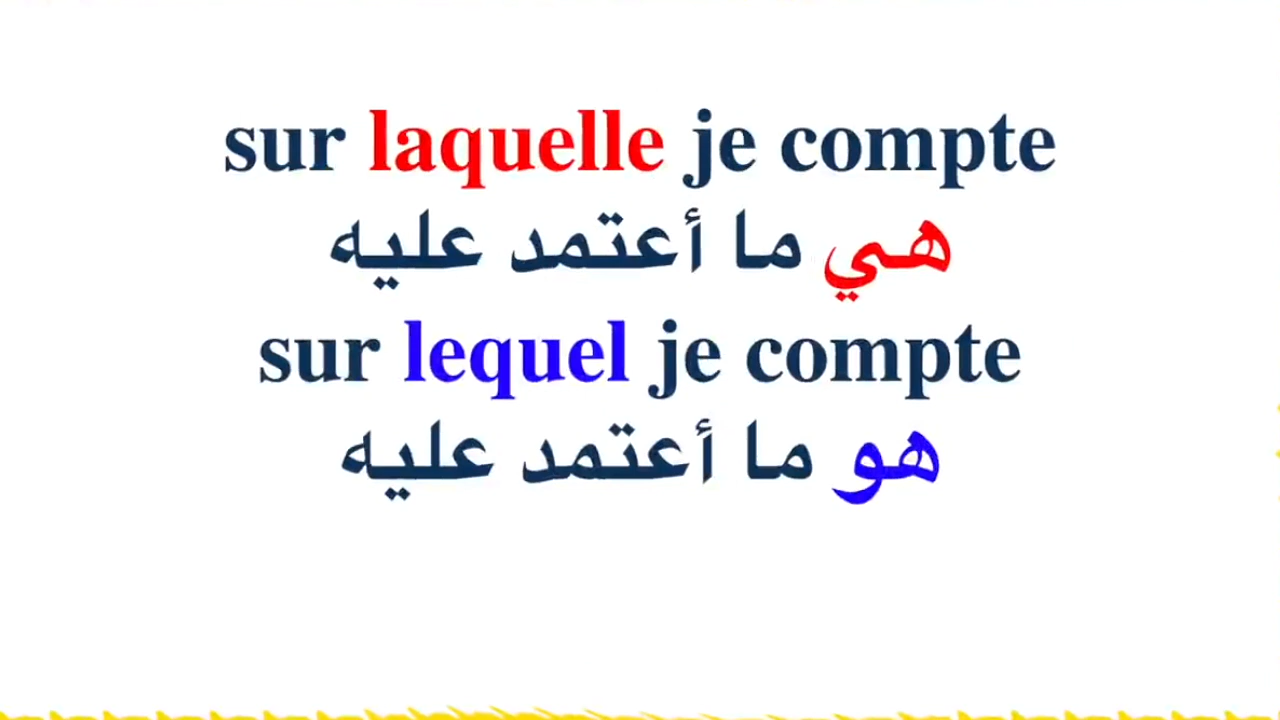 sur laquelle je compte
هي ما أعتمد عليه
sur lequel je compte
هو ما أعتمد عليه